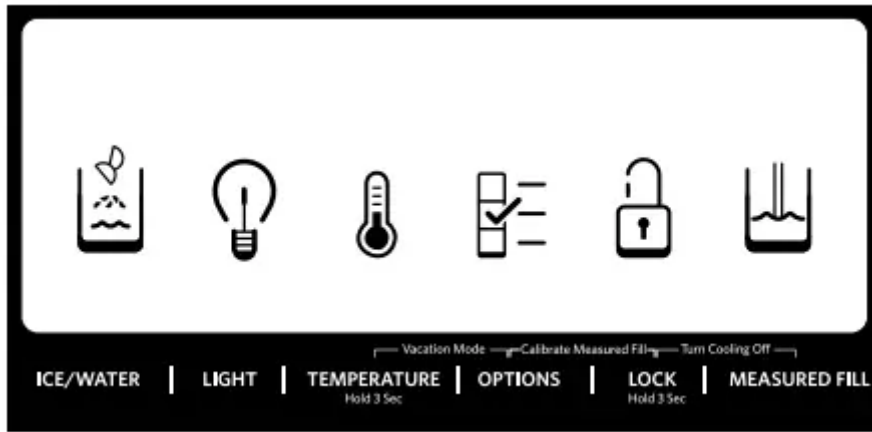 Vacation Mode Calibrate Measured Fill Turn Cooling Off
ICE/WATER LIGHT TEMPERATURE OPTIONS LOCK MEASURED FILL
Hold 3 Sec Hold 3 Sec